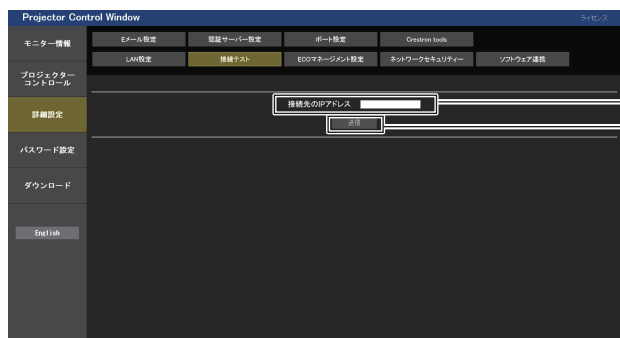 Projector Control Window
ライセンス
モニター情報
Eメール設定
認証サーバー設定
ポート設定
Crestron tools
LAN設定
接続テスト
ECOマネージメント設定
ネットワークセキュリティー
ソフトウェア連携
プロジェクター
コントロール
詳細設定
接続先のIPアドレス
送信
パスワード設定
ダウンロード
English